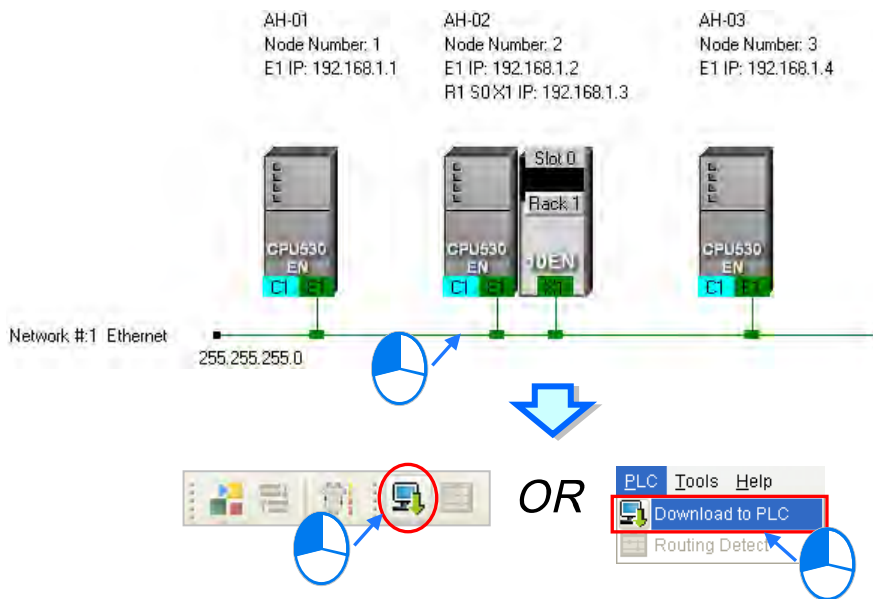 AH-01
Node Number: 1
E1 IP: 192.168.1.1
AH-02
Node Number: 2
E1 IP: 192.168.1.2
R1 S0 X1 IP: 192.168.1.3
AH-03
Node Number: 3
E1 IP: 192.168.1.4
CPU530
EN
C1 E1
CPU530
EN
C1 E1
Slot 0
Rack 1
10EN
X1
CPU530
EN
C1 E1
Network #:1 Ethernet
255.255.255.0
OR
PLC Tools Help
Download to PLC
Routing Detect